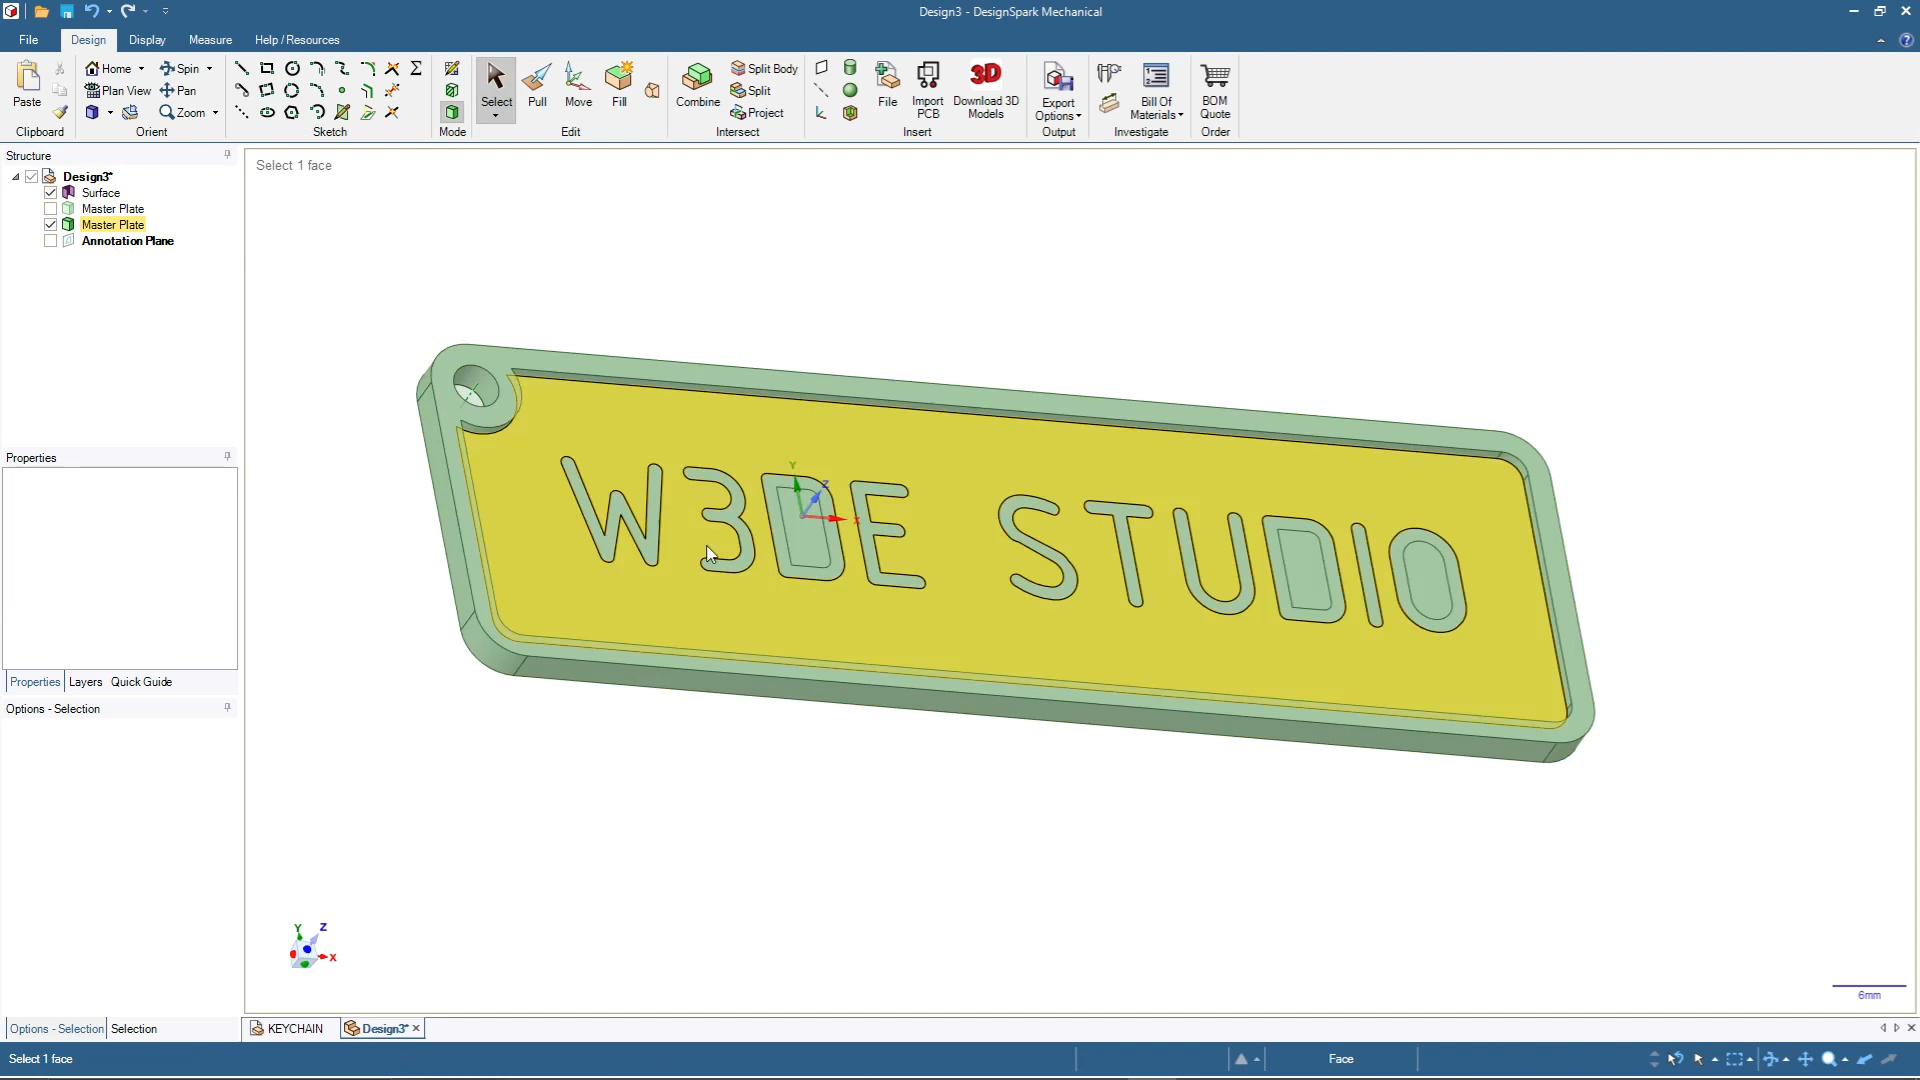 Design3 - DesignSpark Mechanical
File Design Display Measure Help / Resources
Paste
Home Spin
Plan View Pan
Zoom
Select Pull Move Fill
Combine
Split Body
Split
Project
File Import PCB Download 3D Models
3D
Export Options
Bill Of Materials
BOM Quote
Clipboard Orient Sketch Mode Edit Intersect Insert Output Investigate Order
Structure
Design3*
Surface
Master Plate
Master Plate
Annotation Plane
Select 1 face
W3DE STUDIO
Y
Z
X
Properties
Properties Layers Quick Guide
Options - Selection
Y
Z
X
6mm
Options - Selection Selection
KEYCHAIN Design3*
Select 1 face
Face